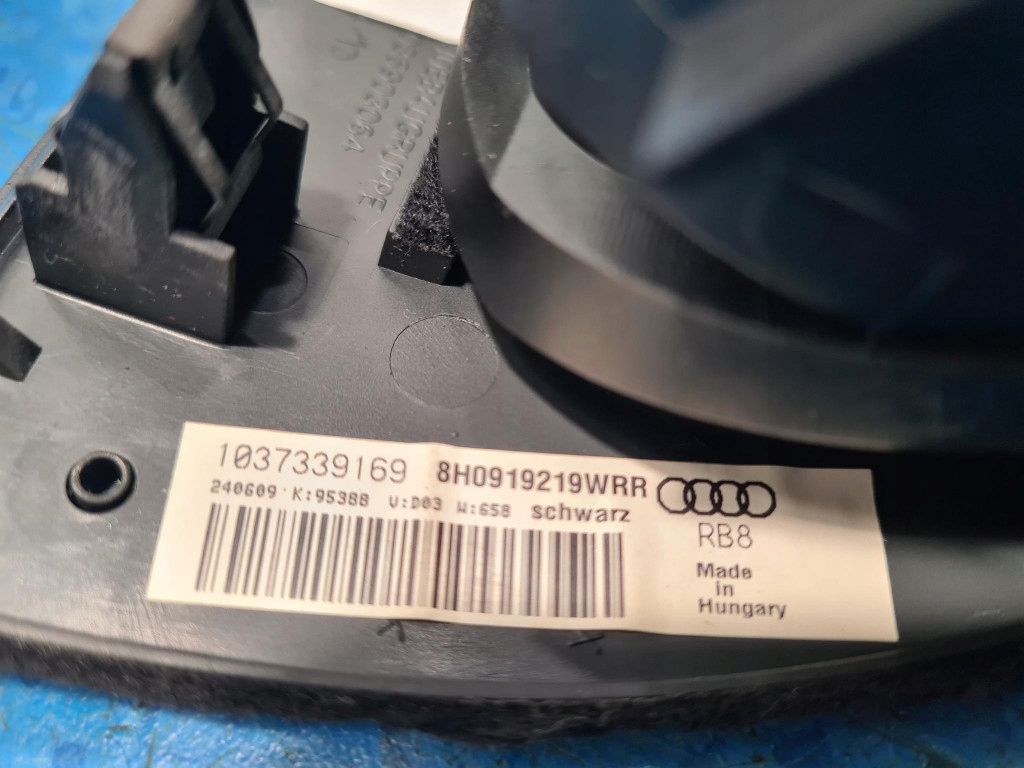 1037339169 8H0919219WRR
240609 K:95388 V:D03 W:658 schwarz
RB8
Made
in
Hungary